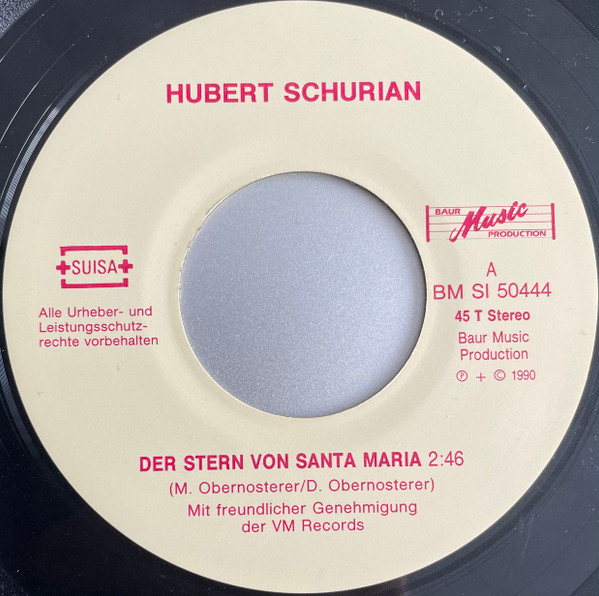 HUBERT SCHURIAN
BAUR
Music
PRODUCTION
SUISA
Alle Urheber- und
Leistungsschutz-
rechte vorbehalten
A
BM SI 50444
45 T Stereo
Baur Music
Production
℗ + © 1990
DER STERN VON SANTA MARIA 2:46
(M. Obernosterer/D. Obernosterer)
Mit freundlicher Genehmigung
der VM Records